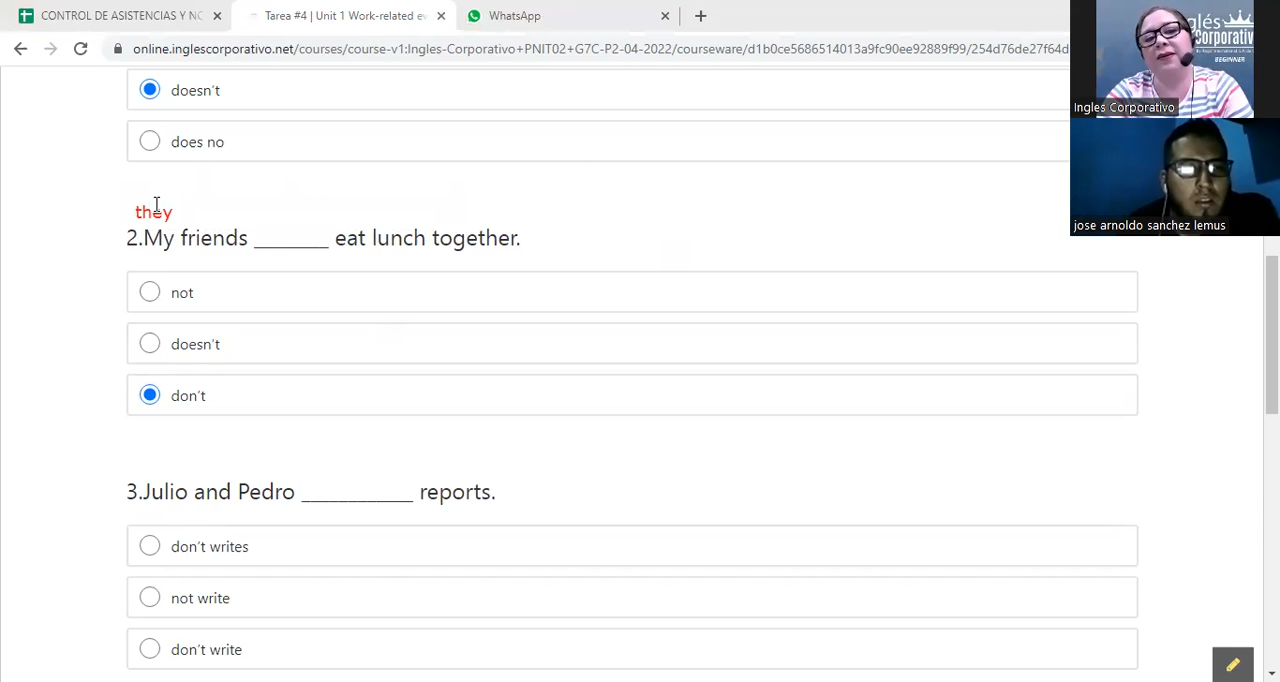 CONTROL DE ASISTENCIAS Y NO
Tarea #4 | Unit 1 Work-related ev
WhatsApp
online.inglescorporativo.net/courses/course-v1:Ingles-Corporativo+PNIT02+G7C-P2-04-2022/courseware/d1b0ce5686514013a9fc90ee92889f99/254d76de27f64d
glés
Corporativo
BEGINNER
Ingles Corporativo
jose arnoldo sanchez lemus
doesn't
does no
they
2.My friends _______ eat lunch together.
not
doesn't
don't
3.Julio and Pedro ___________ reports.
don't writes
not write
don't write